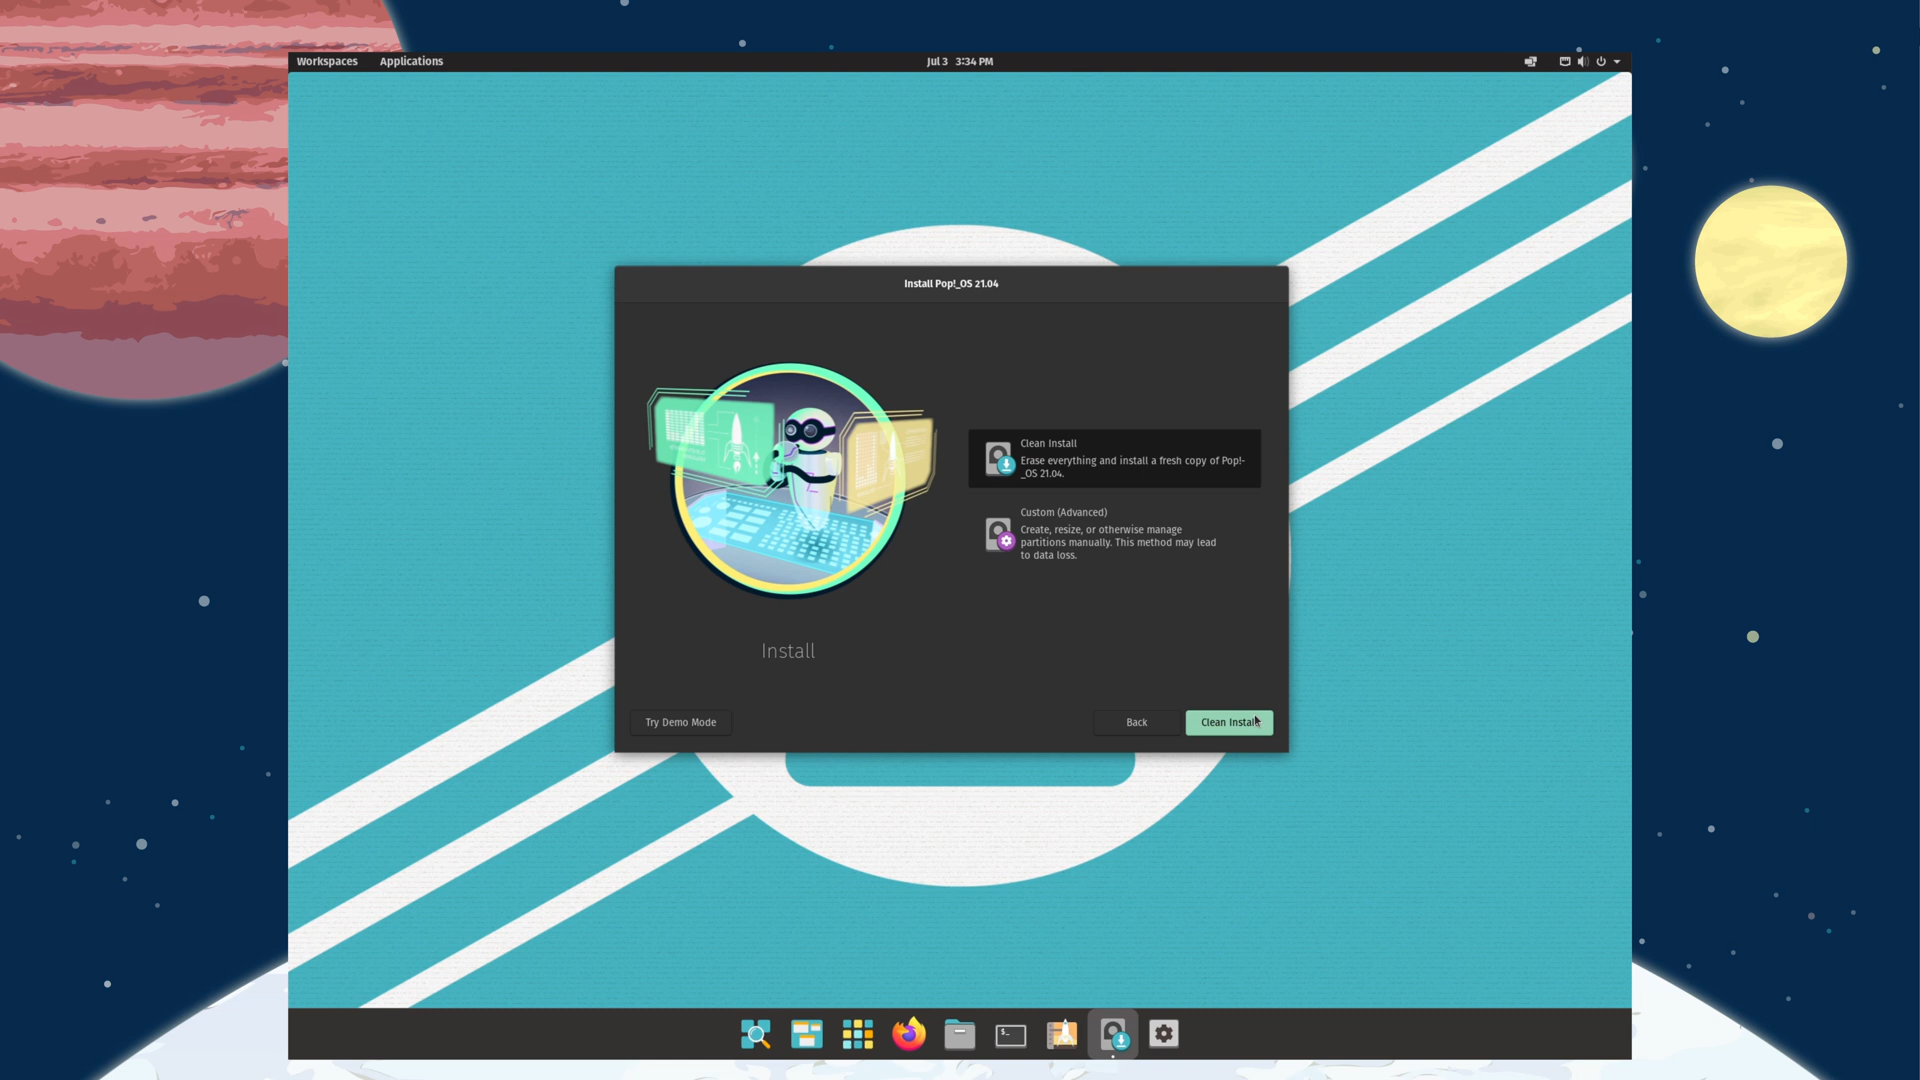 Workspaces Applications Jul 3 3:34 PM
Install Pop!_OS 21.04
Clean Install
Erase everything and install a fresh copy of Pop!-
_OS 21.04.
Custom (Advanced)
Create, resize, or otherwise manage
partitions manually. This method may lead
to data loss.
Install
Try Demo Mode Back Clean Install